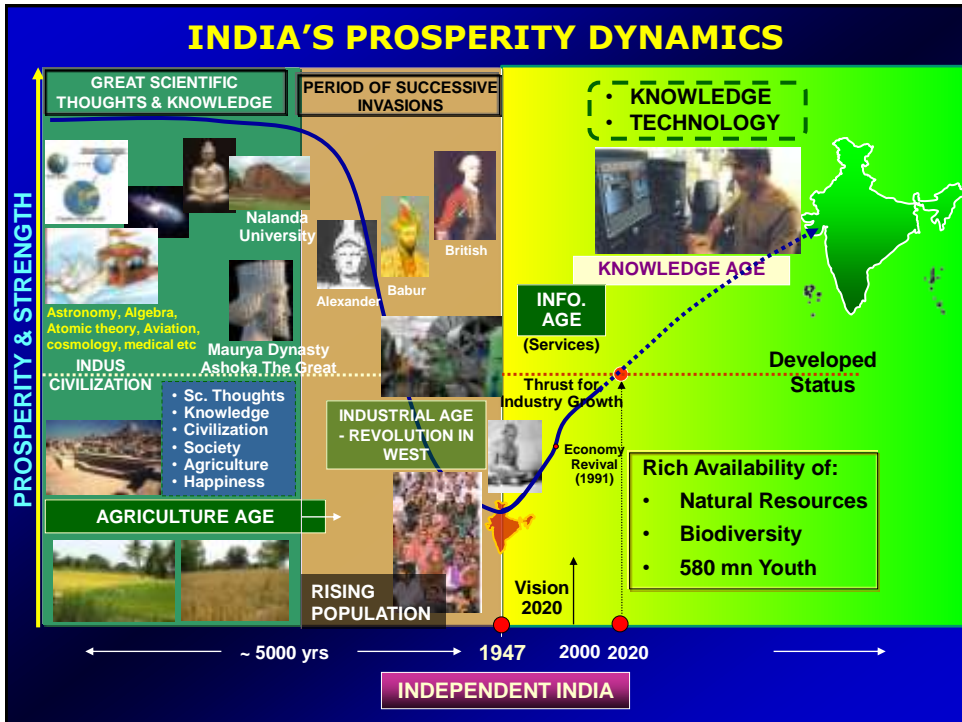 INDIA'S PROSPERITY DYNAMICS
PROSPERITY & STRENGTH
GREAT SCIENTIFIC
THOUGHTS & KNOWLEDGE
Nalanda
University
Astronomy, Algebra,
Atomic theory, Aviation,
cosmology, medical etc
INDUS
CIVILIZATION
Maurya Dynasty
Ashoka The Great
• Sc. Thoughts
• Knowledge
• Civilization
• Society
• Agriculture
• Happiness
AGRICULTURE AGE
PERIOD OF SUCCESSIVE
INVASIONS
Alexander
Babur
British
INDUSTRIAL AGE
- REVOLUTION IN
WEST
RISING
POPULATION
• KNOWLEDGE
• TECHNOLOGY
KNOWLEDGE AGE
INFO.
AGE
(Services)
Thrust for
Industry Growth
Developed
Status
Economy
Revival
(1991)
Rich Availability of:
• Natural Resources
• Biodiversity
• 580 mn Youth
Vision
2020
~ 5000 yrs
1947
2000
2020
INDEPENDENT INDIA